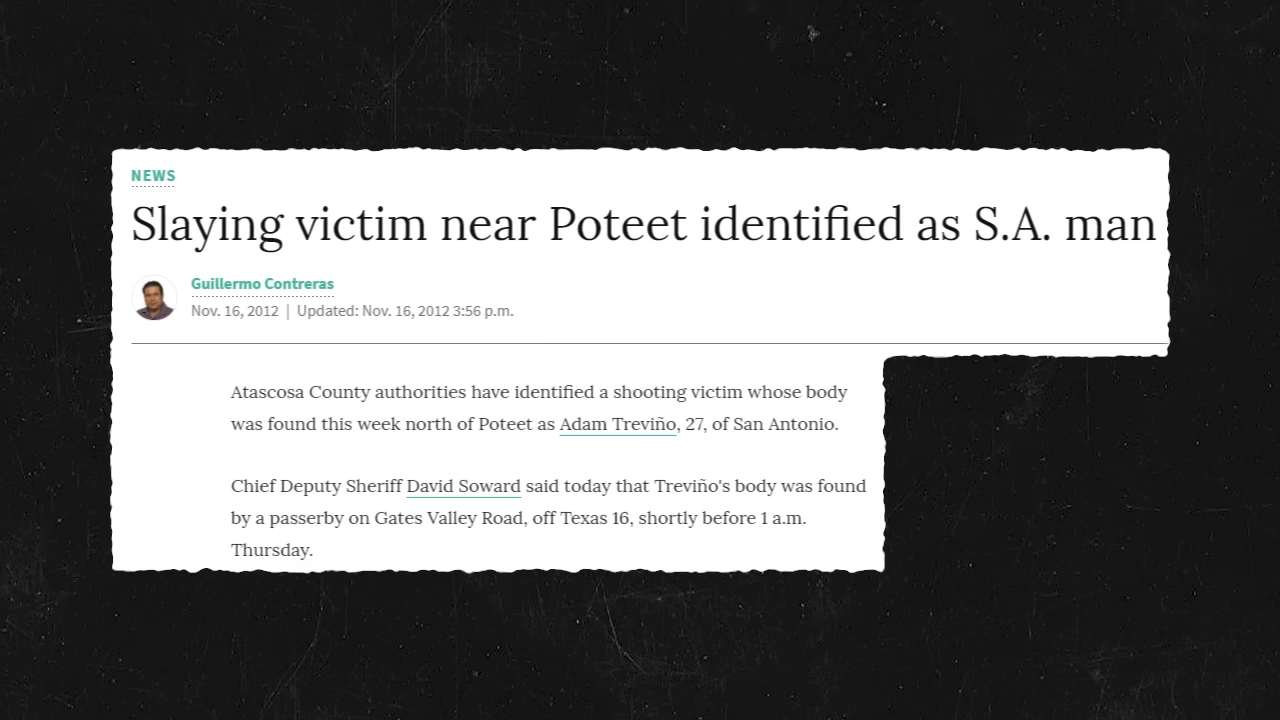 NEWS
Slaying victim near Poteet identified as S.A. man
Guillermo Contreras
Nov. 16, 2012 | Updated: Nov. 16, 2012 3:56 p.m.
Atascosa County authorities have identified a shooting victim whose body
was found this week north of Poteet as Adam Treviño, 27, of San Antonio.
Chief Deputy Sheriff David Soward said today that Treviño's body was found
by a passerby on Gates Valley Road, off Texas 16, shortly before 1 a.m.
Thursday.